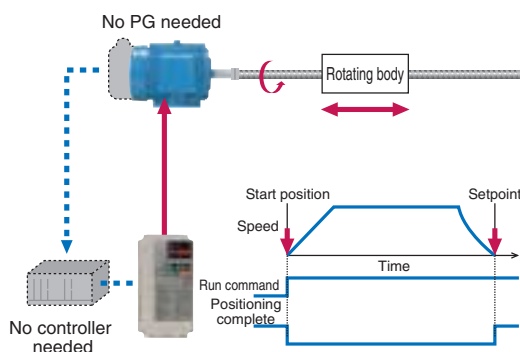 No PG needed
Rotating body
Start position
Setpoint
Speed
Time
Run command
Positioning
complete
No controller
needed